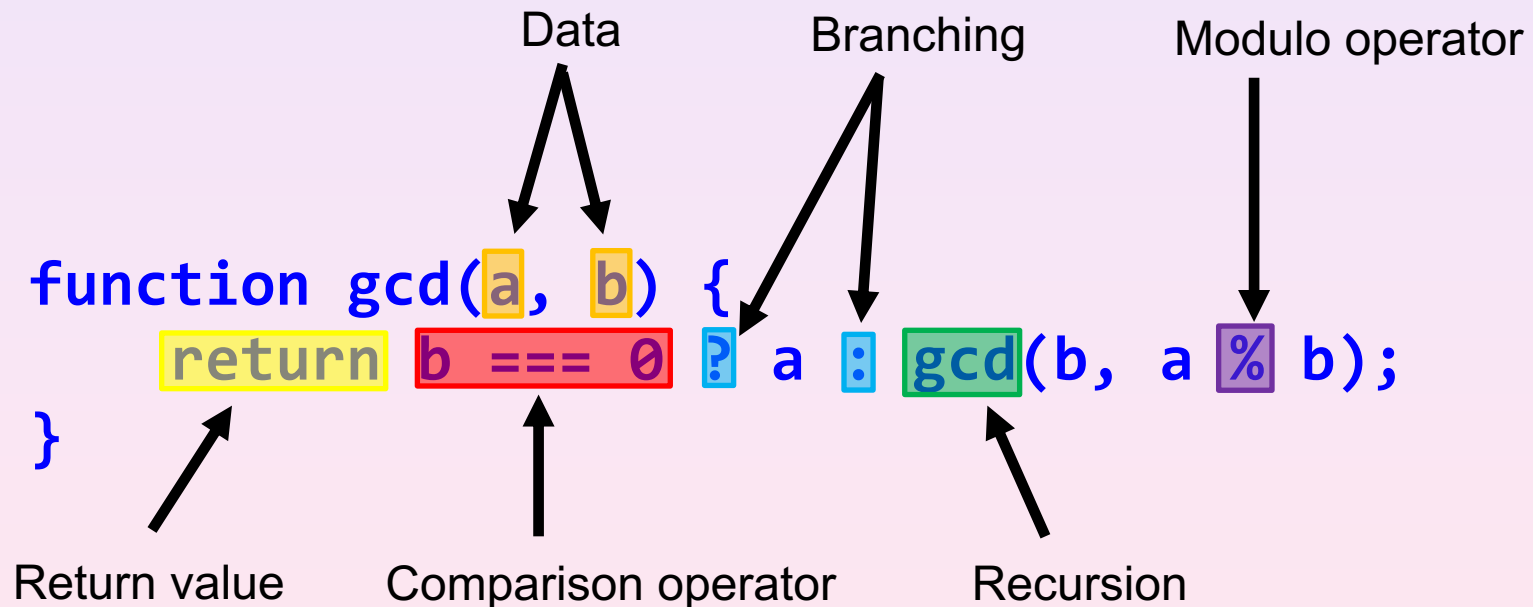 Data Branching Modulo operator
function gcd(a, b) {
    return b === 0 ? a : gcd(b, a % b);
}
Return value Comparison operator Recursion